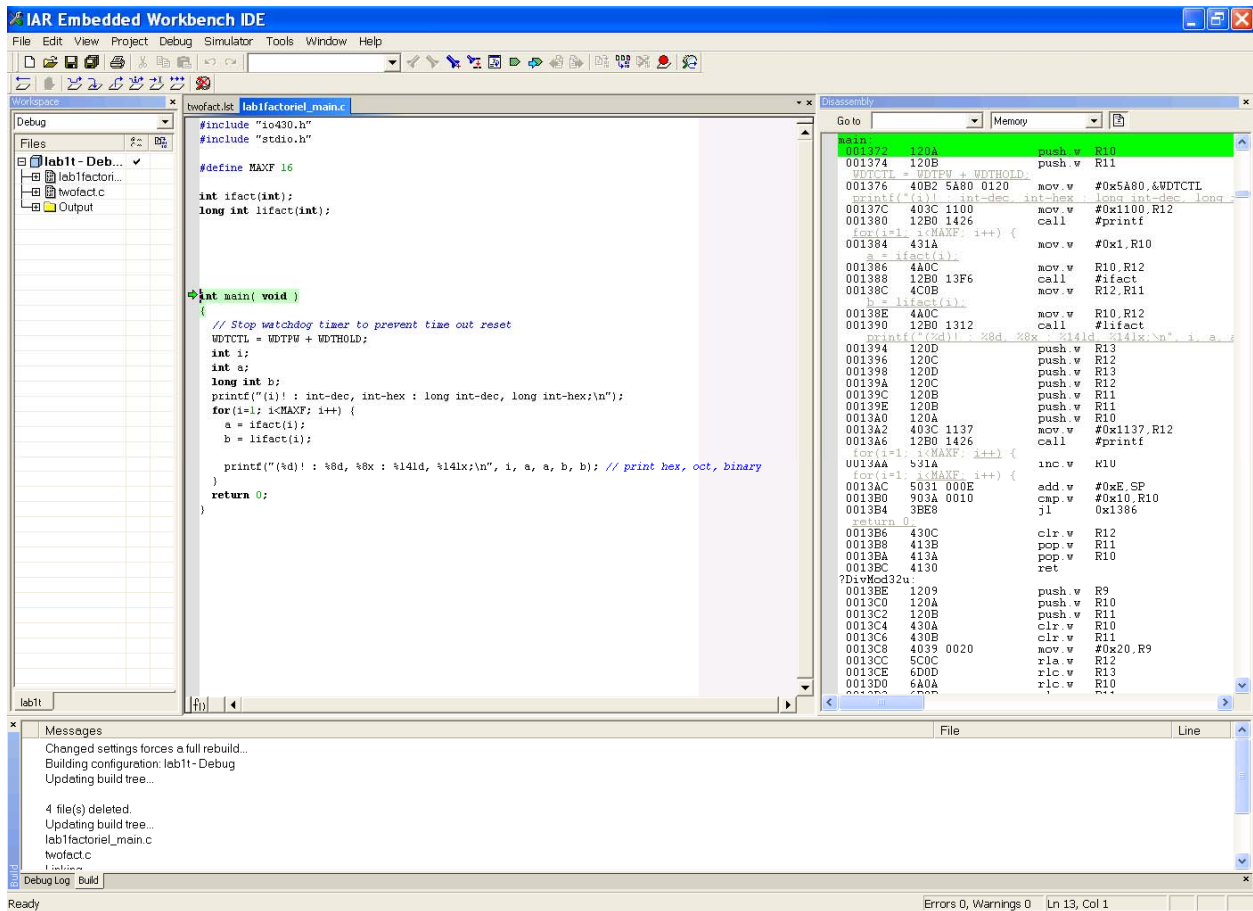 IAR Embedded Workbench IDE
File Edit View Project Debug Simulator Tools Window Help
Workspace
Debug
Files
lab1t - Deb...
lab1factori...
twofact.c
Output
lab1t
twofact.lst lab1factoriel_main.c
#include "io430.h"
#include "stdio.h"
#define MAXF 16
int ifact(int);
long int lifact(int);
int main( void )
{
// Stop watchdog timer to prevent time out reset
WDTCTL = WDTPW + WDTHOLD;
int i;
int a;
long int b;
printf("(i)! : int-dec, int-hex : long int-dec, long int-hex;\n");
for(i=1; i<MAXF; i++) {
a = ifact(i);
b = lifact(i);
printf("(%d)! : %8d, %8x : %14ld, %14lx;\n", i, a, a, b, b); // print hex, oct, binary
}
return 0;
}
Disassembly
Go to Memory
main:
001372 120A push.w R10
001374 120B push.w R11
WDTCTL = WDTPW + WDTHOLD;
001376 40B2 5A80 0120 mov.w #0x5A80,&WDTCTL
printf("(i)! : int-dec, int-hex : long int-dec, long
00137C 403C 1100 mov.w #0x1100,R12
001380 12B0 1426 call #printf
for(i=1; i<MAXF; i++) {
001384 431A mov.w #0x1,R10
a = ifact(i);
001386 4A0C mov.w R10,R12
001388 12B0 13F6 call #ifact
00138C 4C0B mov.w R12,R11
b = lifact(i);
00138E 4A0C mov.w R10,R12
001390 12B0 1312 call #lifact
printf("(%d)! : %8d, %8x : %14ld, %14lx;\n", i, a, a
001394 120D push.w R13
001396 120C push.w R12
001398 120D push.w R13
00139A 120C push.w R12
00139C 120B push.w R11
00139E 120B push.w R11
0013A0 120A push.w R10
0013A2 403C 1137 mov.w #0x1137,R12
0013A6 12B0 1426 call #printf
for(i=1; i<MAXF; i++) {
0013AA 531A inc.w R10
for(i=1; i<MAXF; i++) {
0013AC 5031 000E add.w #0xE,SP
0013B0 903A 0010 cmp.w #0x10,R10
0013B4 3BE8 jl 0x1386
return 0;
0013B6 430C clr.w R12
0013B8 413B pop.w R11
0013BA 413A pop.w R10
0013BC 4130 ret
?DivMod32u:
0013BE 1209 push.w R9
0013C0 120A push.w R10
0013C2 120B push.w R11
0013C4 430A clr.w R10
0013C6 430B clr.w R11
0013C8 4039 0020 mov.w #0x20,R9
0013CC 5C0C rla.w R12
0013CE 6D0D rlc.w R13
0013D0 6A0A rlc.w R10
Messages File Line
Changed settings forces a full rebuild...
Building configuration: lab1t - Debug
Updating build tree...
4 file(s) deleted.
Updating build tree...
lab1factoriel_main.c
twofact.c
Linking
Build
Debug Log Build
Ready Errors 0, Warnings 0 Ln 13, Col 1